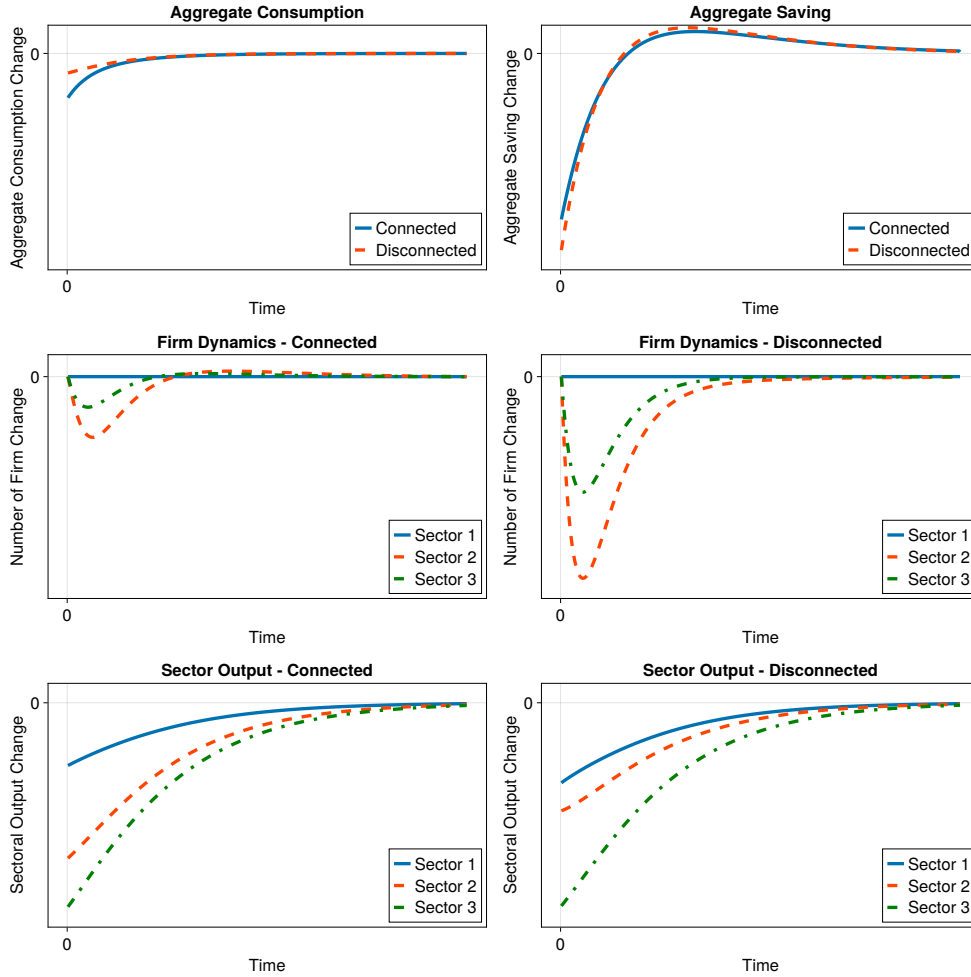 Aggregate Consumption
Aggregate Consumption Change
0
Connected
Disconnected
0
Time
Aggregate Saving
Aggregate Saving Change
0
Connected
Disconnected
0
Time
Firm Dynamics - Connected
Number of Firm Change
0
Sector 1
Sector 2
Sector 3
0
Time
Firm Dynamics - Disconnected
Number of Firm Change
0
Sector 1
Sector 2
Sector 3
0
Time
Sector Output - Connected
Sectoral Output Change
0
Sector 1
Sector 2
Sector 3
0
Time
Sector Output - Disconnected
Sectoral Output Change
0
Sector 1
Sector 2
Sector 3
0
Time